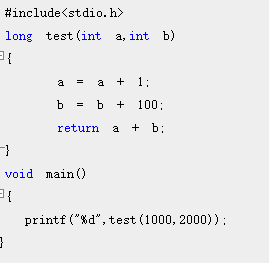 #include<stdio.h>
long test(int a,int b)
{
a = a + 1;
b = b + 100;
return a + b;
}
void main()
{
printf("%d",test(1000,2000));
}